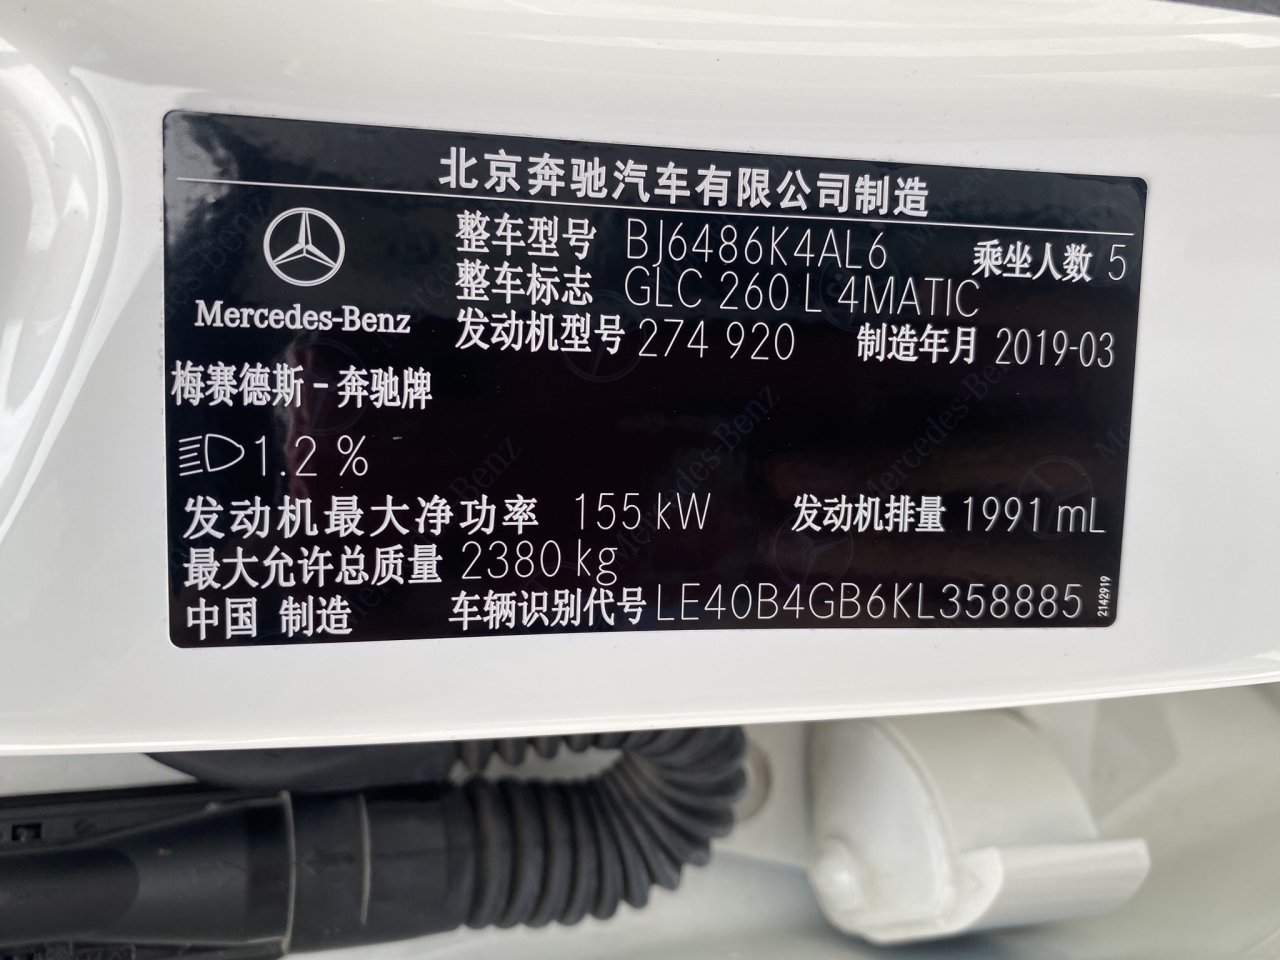 北京奔驰汽车有限公司制造
整车型号 BJ6486K4AL6 乘坐人数 5
整车标志 GLC 260 L 4MATIC
Mercedes-Benz
发动机型号 274 920 制造年月 2019-03
梅赛德斯-奔驰牌
1.2 %
发动机最大净功率 155 kW 发动机排量 1991 mL
最大允许总质量 2380 kg
中国 制造 车辆识别代号 LE40B4GB6KL358885
2142919